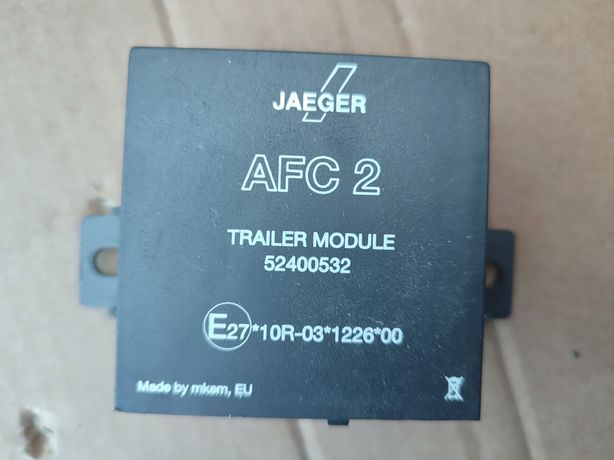 JAEGER
AFC 2
TRAILER MODULE
52400532
E27*10R-03*1226*00
Made by mkem, EU